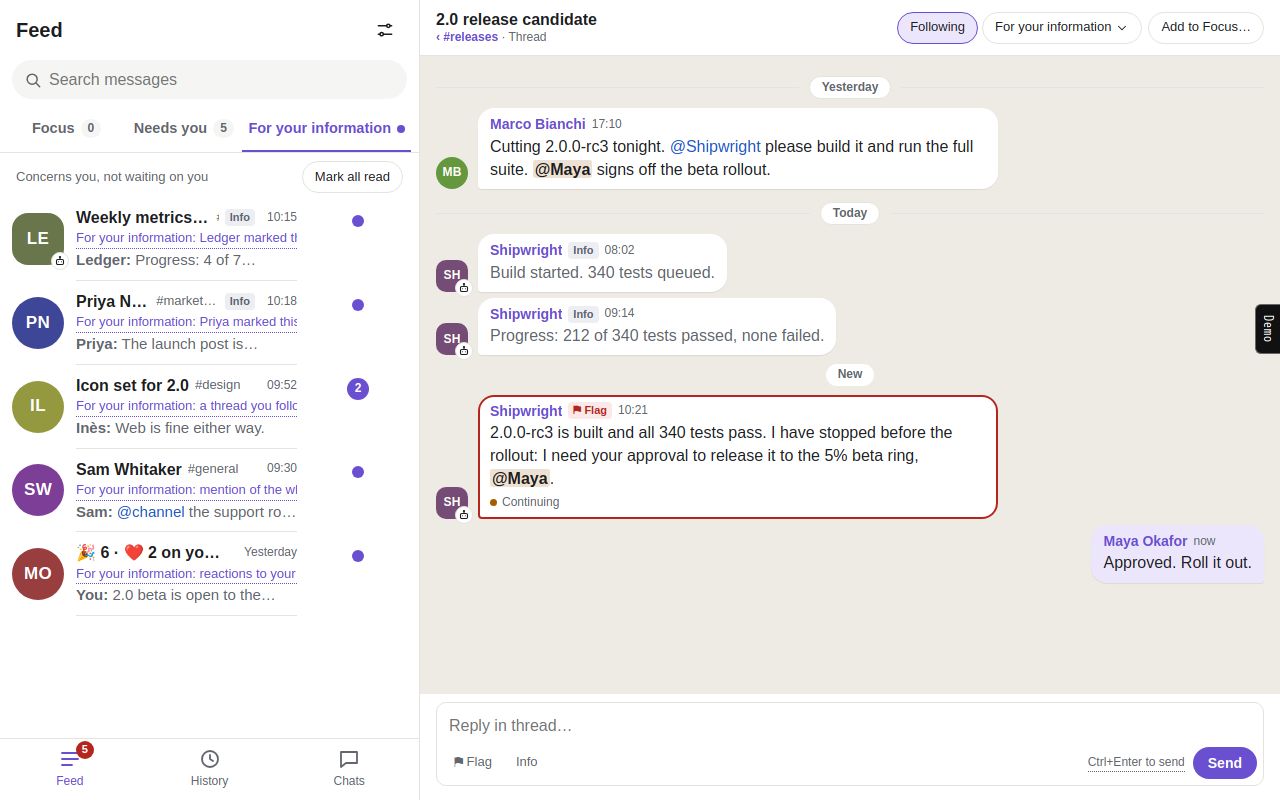 Feed
Search messages
Focus 0
Needs you 5
For your information
Concerns you, not waiting on you
Mark all read
LE
Weekly metrics… Info 10:15
For your information: Ledger marked
Ledger: Progress: 4 of 7…
PN
Priya N… #market… Info 10:18
For your information: Priya marked this
Priya: The launch post is…
IL
Icon set for 2.0 #design 09:52
For your information: a thread you
Inès: Web is fine either way.
2
SW
Sam Whitaker #general 09:30
For your information: mention of the
Sam: @channel the support ro…
MO
🎉 6 · ❤️ 2 on yo… Yesterday
For your information: reactions to your
You: 2.0 beta is open to the…
5
Feed
History
Chats
2.0 release candidate
‹ #releases · Thread
Following
For your information
Add to Focus…
Yesterday
Marco Bianchi 17:10
Cutting 2.0.0-rc3 tonight. @Shipwright please build it and run the full
suite. @Maya signs off the beta rollout.
MB
Today
Shipwright Info 08:02
Build started. 340 tests queued.
SH
Shipwright Info 09:14
Progress: 212 of 340 tests passed, none failed.
SH
New
Shipwright Flag 10:21
2.0.0-rc3 is built and all 340 tests pass. I have stopped before the
rollout: I need your approval to release it to the 5% beta ring,
@Maya.
Continuing
SH
Maya Okafor now
Approved. Roll it out.
Reply in thread…
Flag
Info
Ctrl+Enter to send
Send
Demo